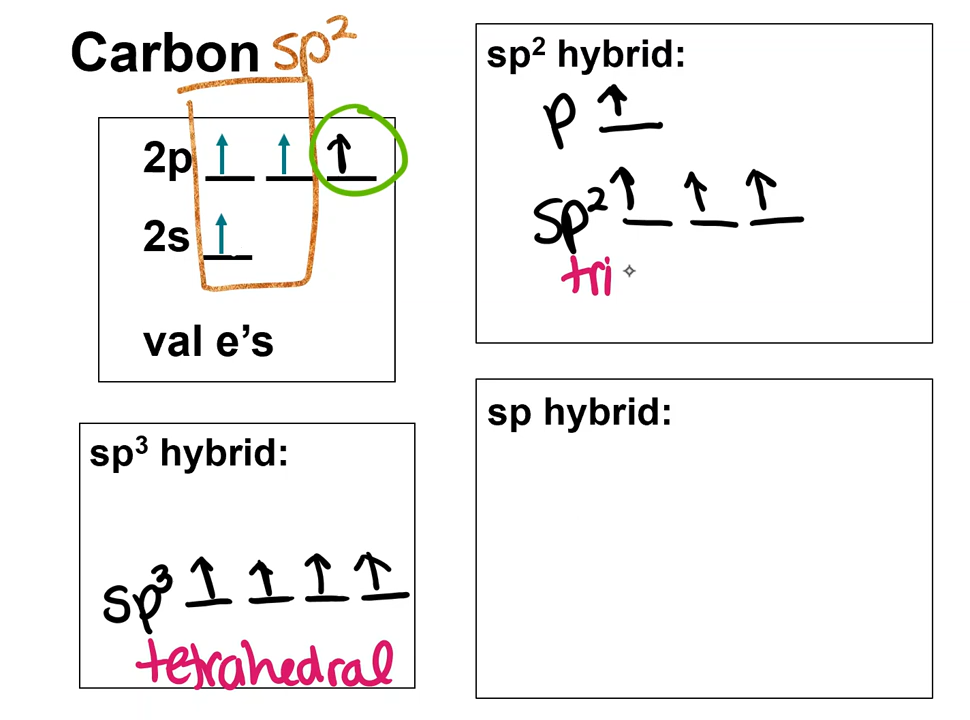 Carbon sp²
2p
2s
val e's
sp³ hybrid:
sp³
tetrahedral
sp² hybrid:
p
sp²
tri
sp hybrid: